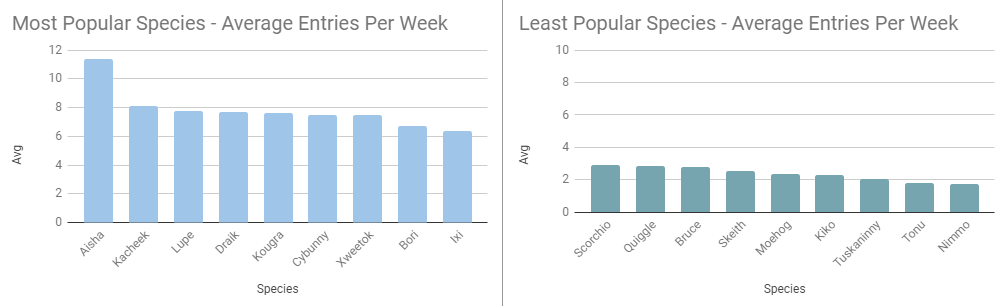 Most Popular Species - Average Entries Per Week
12
10
8
6
4
2
0
Avg
Aisha
Kacheek
Lupe
Draik
Kougra
Cybunny
Xweetok
Bori
Ixi
Species
Least Popular Species - Average Entries Per Week
10
8
6
4
2
0
Avg
Scorchio
Quiggle
Bruce
Skeith
Moehog
Kiko
Tuskaninny
Tonu
Nimmo
Species